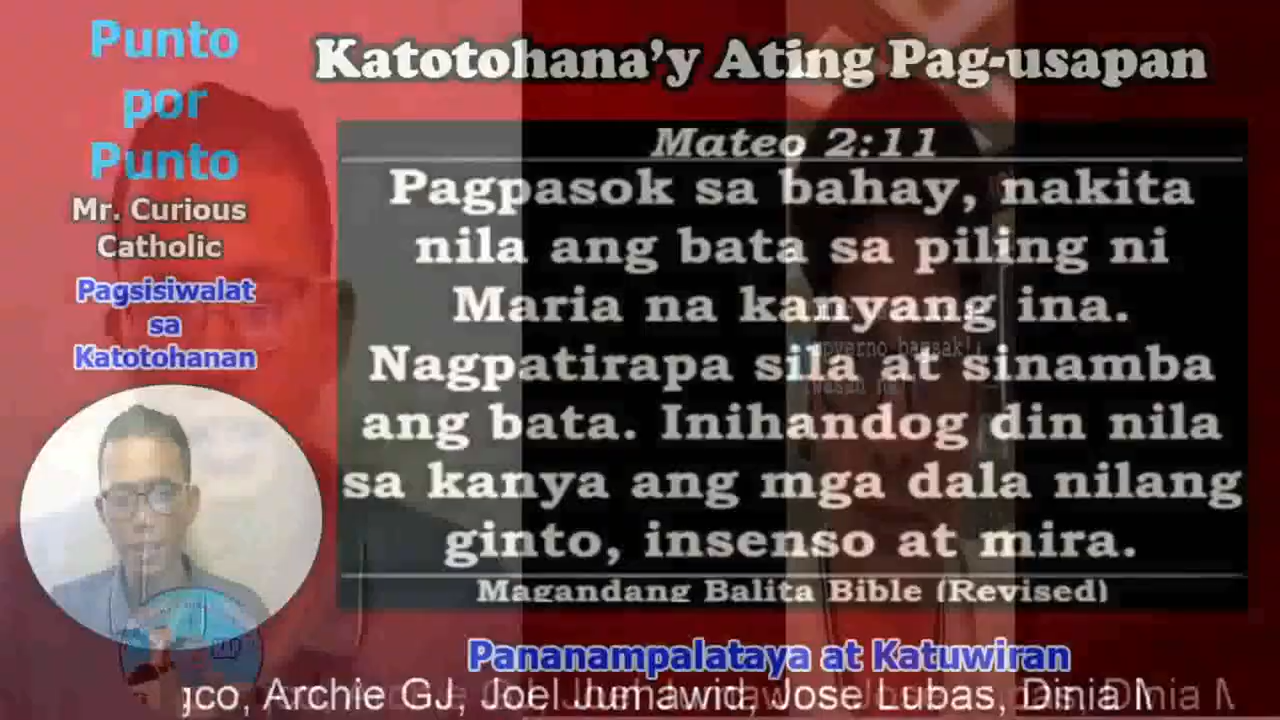 Punto
por
Punto
Mr. Curious
Catholic
Pagsisiwalat
sa
Katotohanan
Katotohana'y Ating Pag-usapan
Mateo 2:11
Pagpasok sa bahay, nakita
nila ang bata sa piling ni
Maria na kanyang ina.
Nagpatirapa sila at sinamba
ang bata. Inihandog din nila
sa kanya ang mga dala nilang
ginto, insenso at mira.
Magandang Balita Bible (Revised)
Pananampalataya at Katuwiran
gco, Archie GJ, Joel Jumawid, Jose Lubas, Dinia M